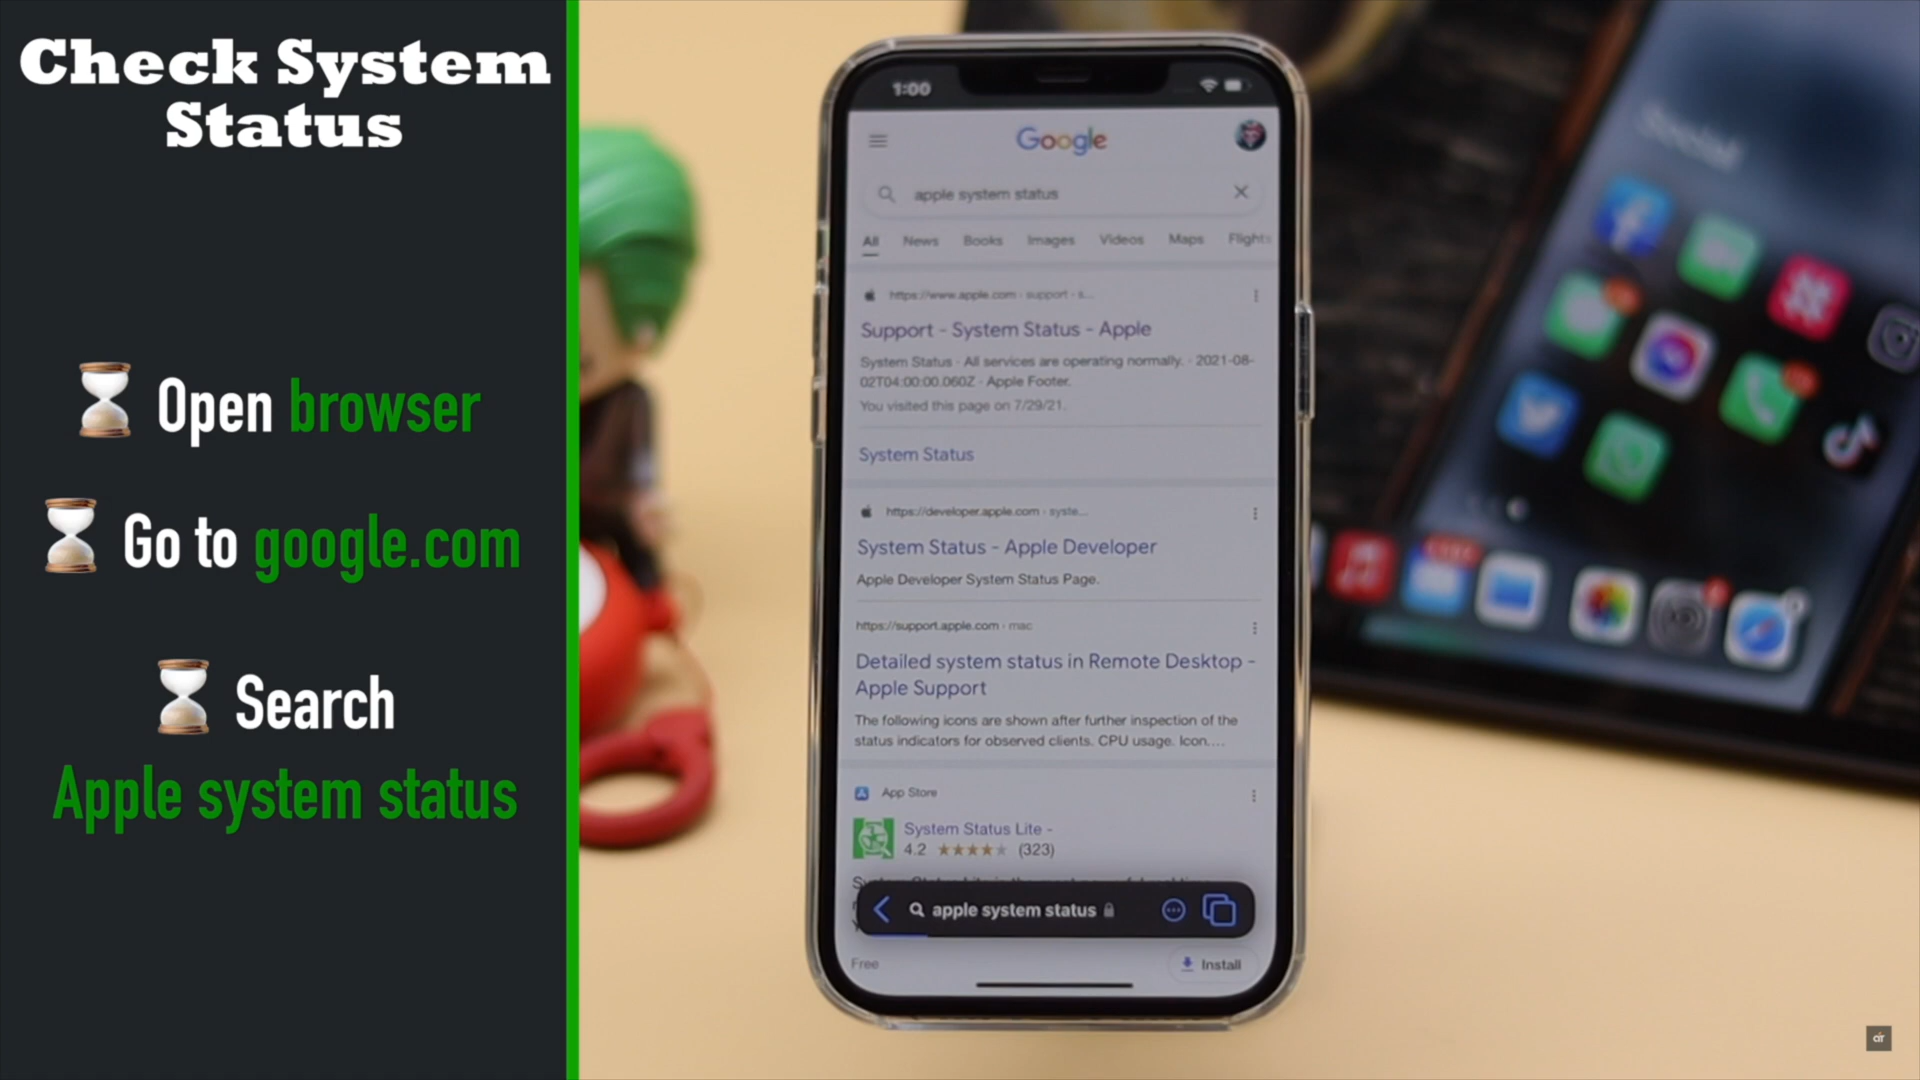 Check System
Status
Open browser
Go to google.com
Search
Apple system status
1:00
Google
apple system status
All News Books Images Videos Maps Flights
https://www.apple.com › support › s...
Support - System Status - Apple
System Status · All services are operating normally. · 2021-08-
02T04:00:00.060Z · Apple Footer.
You visited this page on 7/29/21.
System Status
https://developer.apple.com › syste...
System Status - Apple Developer
Apple Developer System Status Page.
https://support.apple.com › mac
Detailed system status in Remote Desktop -
Apple Support
The following icons are shown after further inspection of the
status indicators for observed clients. CPU usage. Icon....
App Store
System Status Lite -
4.2 ★★★★★ (323)
apple system status
Free
Install
Social